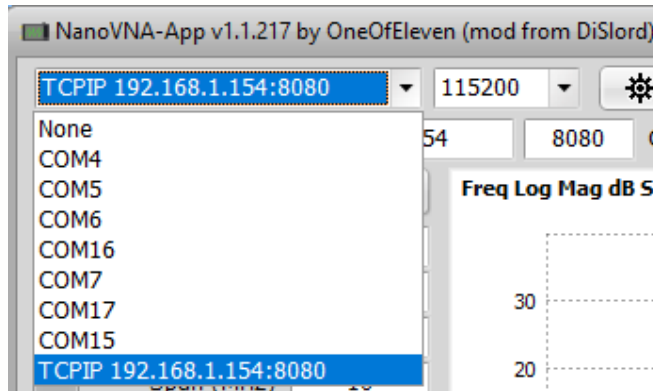 NanoVNA-App v1.1.217 by OneOfEleven (mod from DiSlord)
TCPIP 192.168.1.154:8080 115200
None
54 8080
COM4
COM5
Freq Log Mag dB S
COM6
COM16
COM7
30
COM17
COM15
TCPIP 192.168.1.154:8080
20